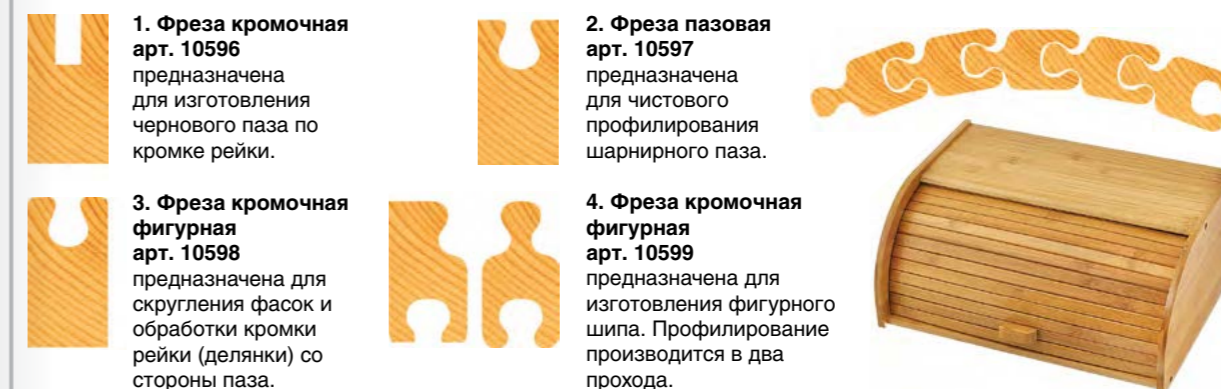 1. Фреза кромочная
арт. 10596
предназначена
для изготовления
чернового паза по
кромке рейки.
2. Фреза пазовая
арт. 10597
предназначена
для чистового
профилирования
шарнирного паза.
3. Фреза кромочная
фигурная
арт. 10598
предназначена для
скругления фасок и
обработки кромки
рейки (делянки) со
стороны паза.
4. Фреза кромочная
фигурная
арт. 10599
предназначена для
изготовления фигурного
шипа. Профилирование
производится в два
прохода.